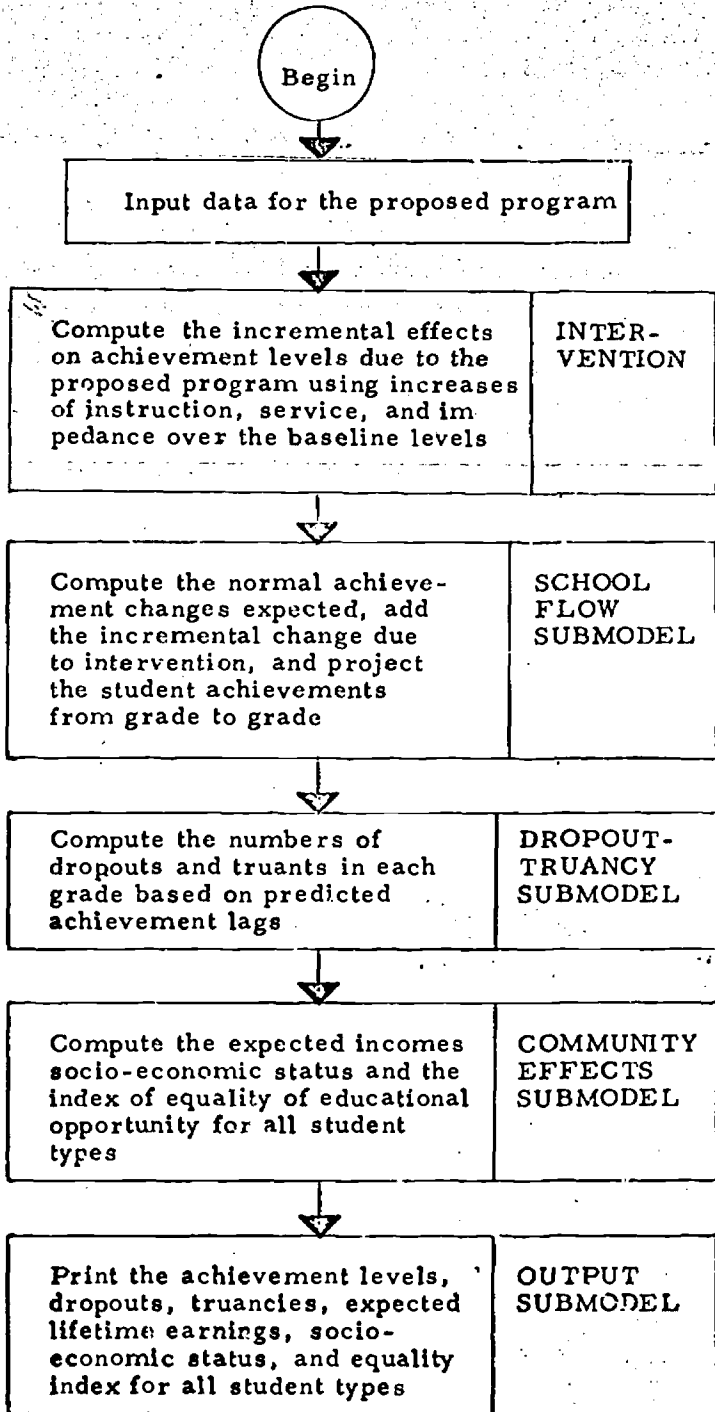 Begin
Input data for the proposed program
Compute the incremental effects
on achievement levels due to the
proposed program using increases
of instruction, service, and im
pedance over the baseline levels
INTER-
VENTION
Compute the normal achieve-
ment changes expected, add
the incremental change due
to intervention, and project
the student achievements
from grade to grade
SCHOOL
FLOW
SUBMODEL
Compute the numbers of
dropouts and truants in each
grade based on predicted
achievement lags
DROPOUT-
TRUANCY
SUBMODEL
Compute the expected incomes
socio-economic status and the
index of equality of educational
opportunity for all student
types
COMMUNITY
EFFECTS
SUBMODEL
Print the achievement levels,
dropouts, truancies, expected
lifetime earnings, socio-
economic status, and equality
index for all student types
OUTPUT
SUBMODEL